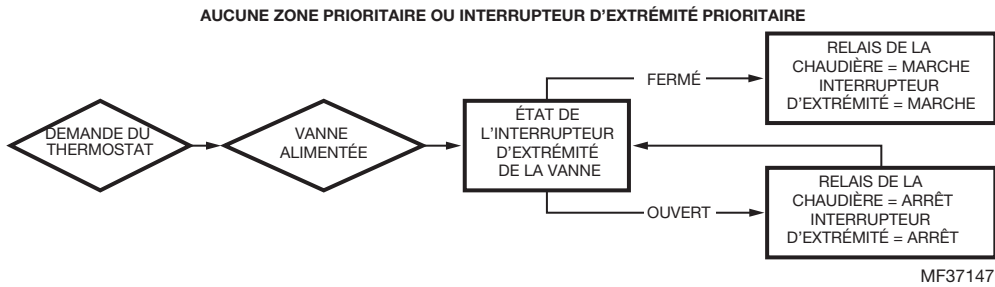 AUCUNE ZONE PRIORITAIRE OU INTERRUPTEUR D'EXTRÉMITÉ PRIORITAIRE
DEMANDE DU
THERMOSTAT
VANNE
ALIMENTÉE
ÉTAT DE
L'INTERRUPTEUR
D'EXTRÉMITÉ
DE LA VANNE
FERMÉ
RELAIS DE LA
CHAUDIÈRE = MARCHE
INTERRUPTEUR
D'EXTRÉMITÉ = MARCHE
OUVERT
RELAIS DE LA
CHAUDIÈRE = ARRÊT
INTERRUPTEUR
D'EXTRÉMITÉ = ARRÊT
MF37147